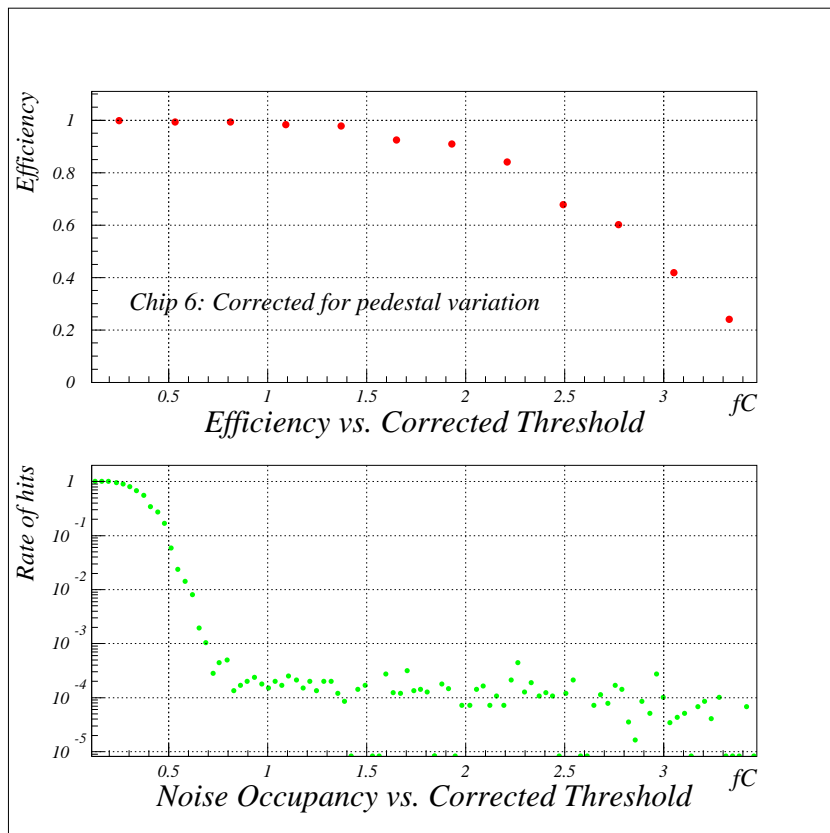 Efficiency
1
0.8
0.6
0.4
0.2
0
Chip 6: Corrected for pedestal variation
0.5 1 1.5 2 2.5 3
fC
Efficiency vs. Corrected Threshold
Rate of hits
1
10 -1
10 -2
10 -3
10 -4
10 -5
0.5 1 1.5 2 2.5 3
fC
Noise Occupancy vs. Corrected Threshold